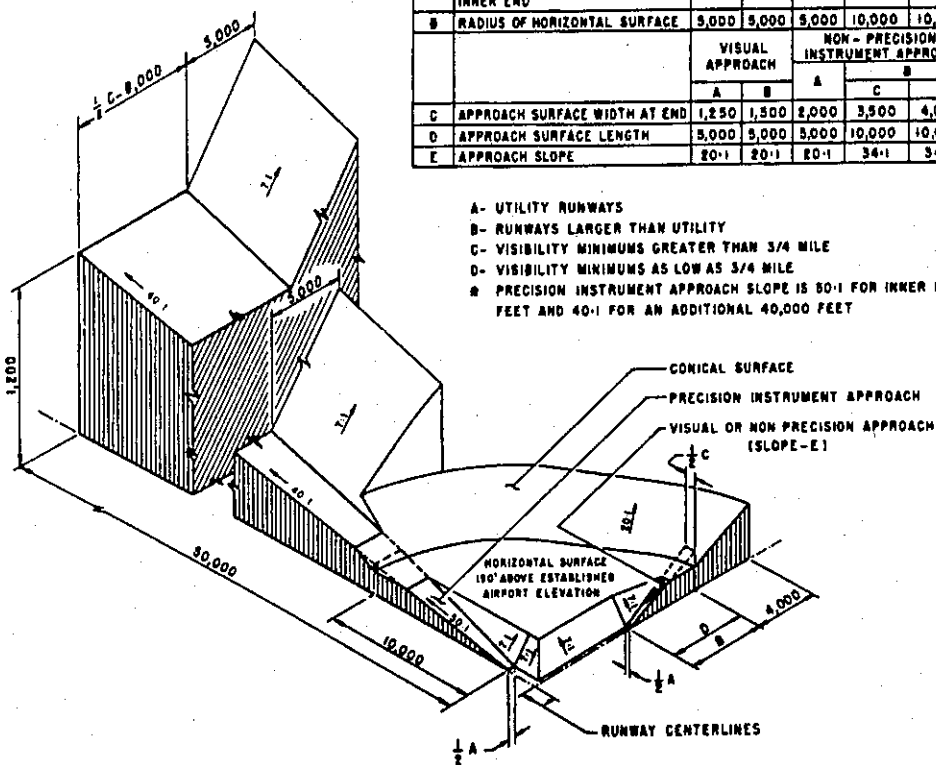 INNER END
B RADIUS OF HORIZONTAL SURFACE 5,000 5,000 5,000 10,000
VISUAL APPROACH
NON - PRECISION
A B A B
C
C APPROACH SURFACE WIDTH AT END 1,250 1,500 2,000 3,500
D APPROACH SURFACE LENGTH 5,000 5,000 5,000 10,000
E APPROACH SLOPE 20:1 20:1 20:1 34:1
A- UTILITY RUNWAYS
B- RUNWAYS LARGER THAN UTILITY
C- VISIBILITY MINIMUMS GREATER THAN 3/4 MILE
D- VISIBILITY MINIMUMS AS LOW AS 3/4 MILE
* PRECISION INSTRUMENT APPROACH SLOPE IS 50:1 FOR INNER
FEET AND 40:1 FOR AN ADDITIONAL 40,000 FEET
5,000
1/2 C-8,000
7:1
40:1
5,000
1,200
7:1
40:1
CONICAL SURFACE
PRECISION INSTRUMENT APPROACH
VISUAL OR NON PRECISION APPROACH
(SLOPE-E)
1/2 C
20:1
HORIZONTAL SURFACE
150' ABOVE ESTABLISHED
AIRPORT ELEVATION
50:1
7:1
7:1
7:1
7:1
50,000
10,000
4,000
D
B
1/2 A
RUNWAY CENTERLINES
1/2 A